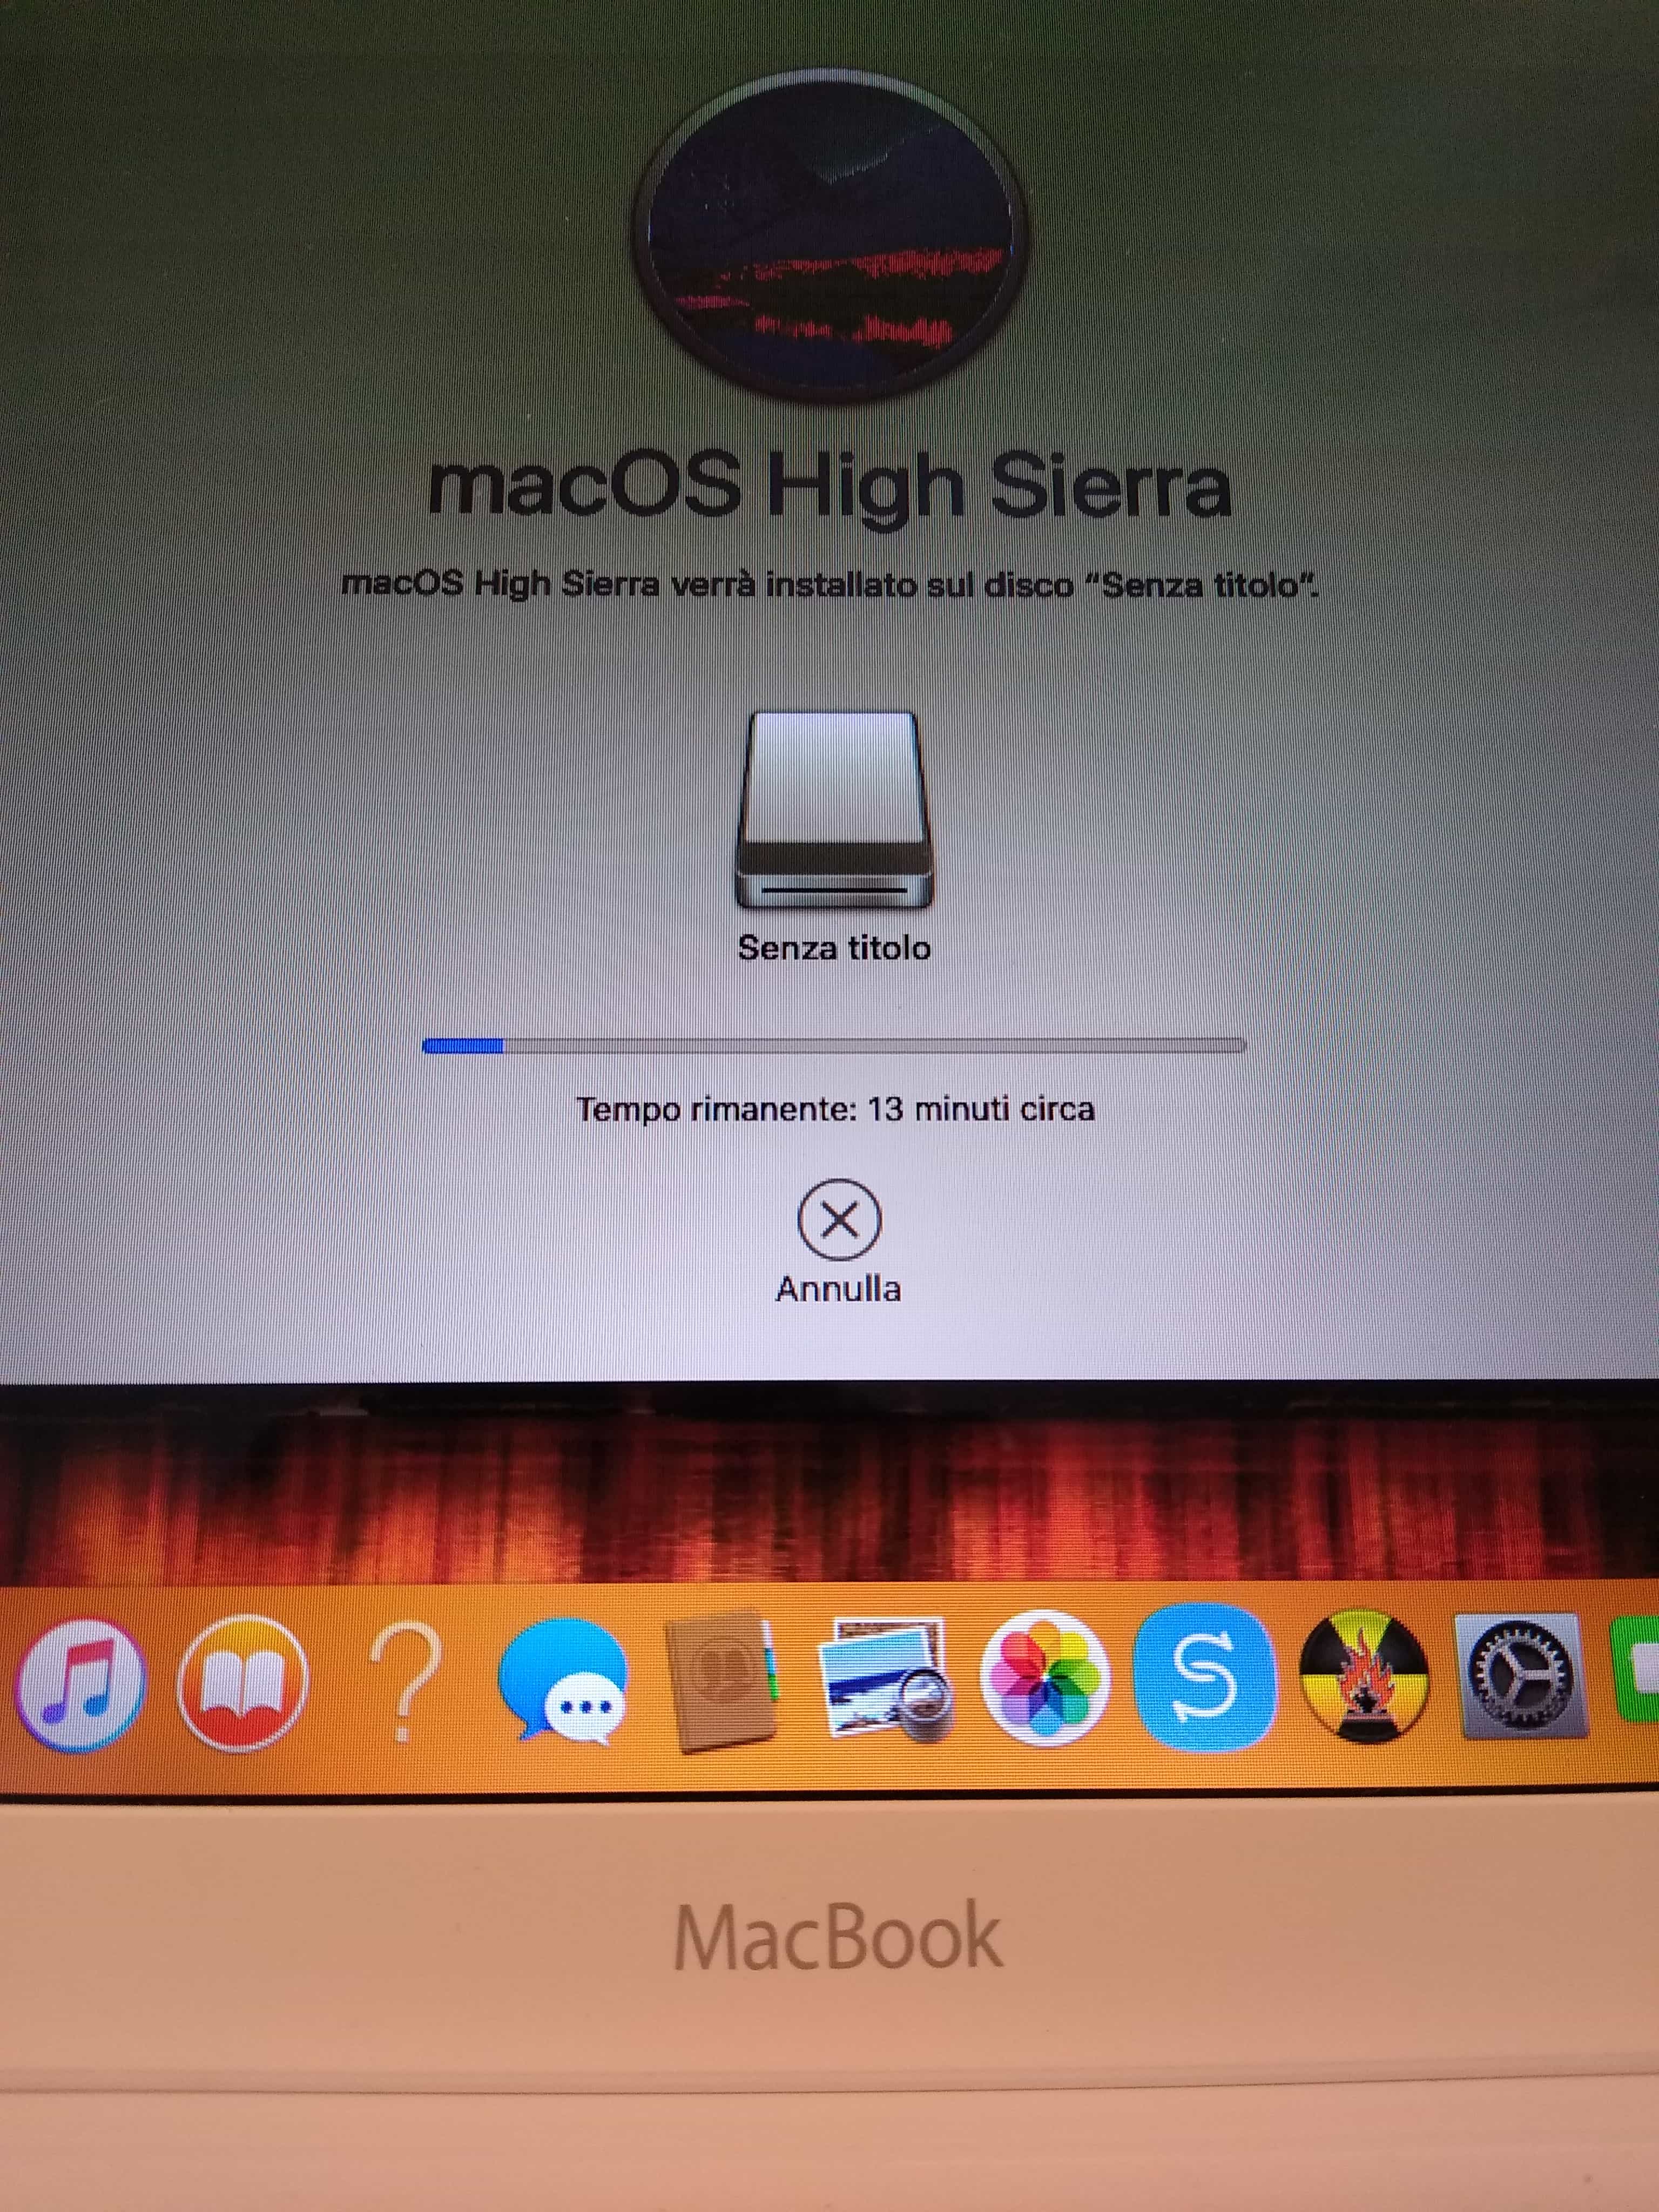 macOS High Sierra
macOS High Sierra verrà installato sul disco “Senza titolo”.
Senza titolo
Tempo rimanente: 13 minuti circa
Annulla
MacBook